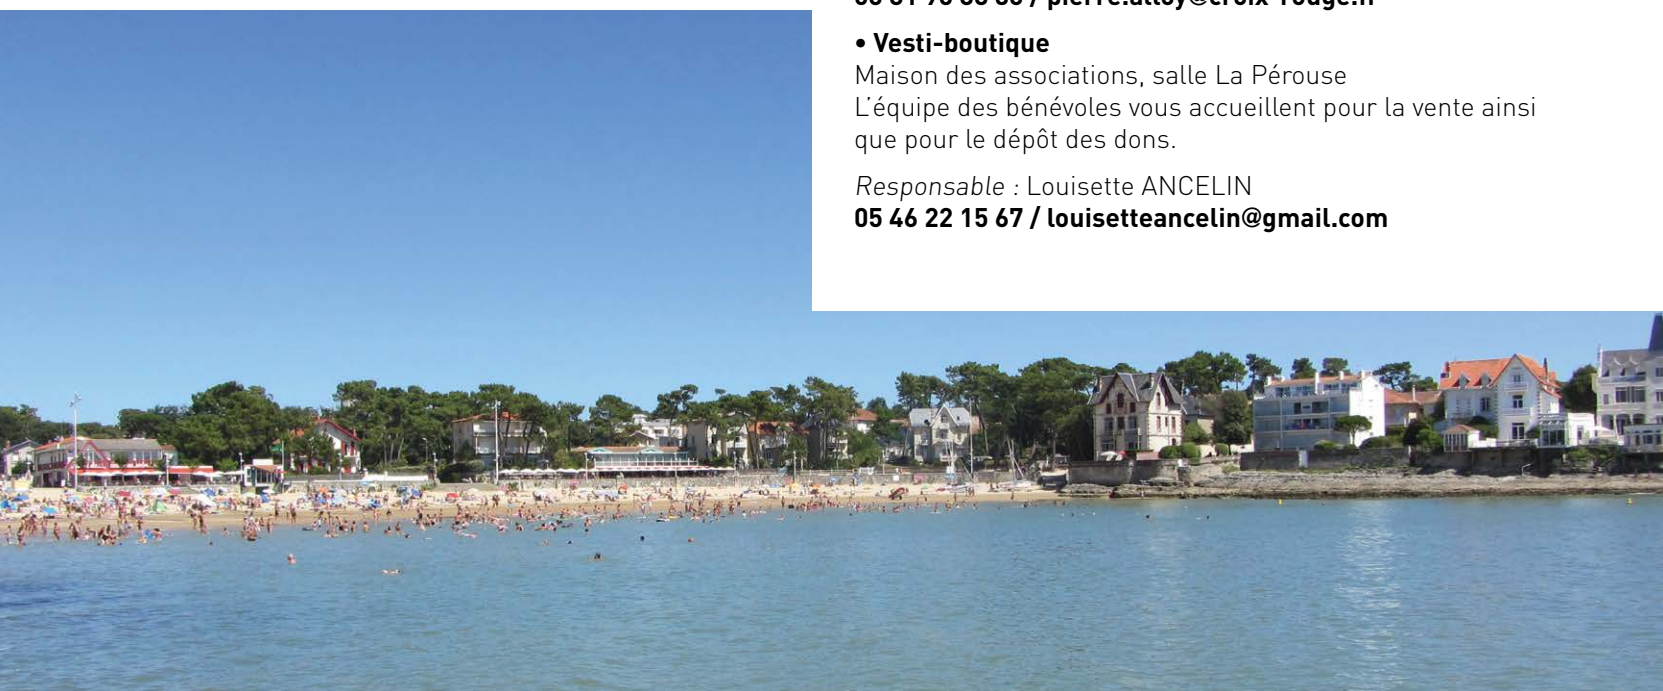 • Vesti-boutique
Maison des associations, salle La Pérouse
L'équipe des bénévoles vous accueillent pour la vente ainsi
que pour le dépôt des dons.
Responsable : Louisette ANCELIN
05 46 22 15 67 / louisetteancelin@gmail.com